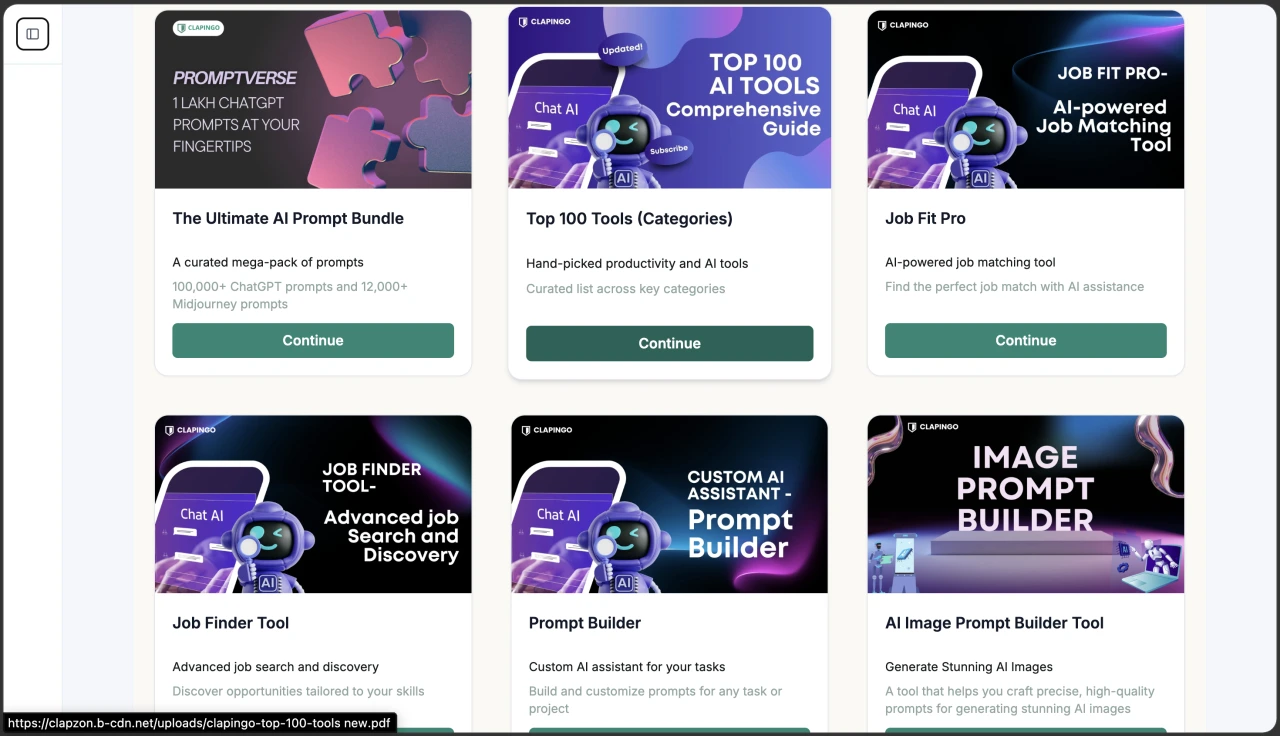 CLAPINGO
PROMPTVERSE
1 LAKH CHATGPT
PROMPTS AT YOUR
FINGERTIPS
The Ultimate AI Prompt Bundle
A curated mega-pack of prompts
100,000+ ChatGPT prompts and 12,000+
Midjourney prompts
Continue
CLAPINGO
Updated!
TOP 100
AI TOOLS
Comprehensive
Guide
Chat AI
Subscribe
AI
Top 100 Tools (Categories)
Hand-picked productivity and AI tools
Curated list across key categories
Continue
CLAPINGO
JOB FIT PRO-
AI-powered
Job Matching
Tool
Chat AI
AI
Job Fit Pro
AI-powered job matching tool
Find the perfect job match with AI assistance
Continue
CLAPINGO
JOB FINDER
TOOL-
Advanced job
Search and
Discovery
Chat AI
AI
Job Finder Tool
Advanced job search and discovery
Discover opportunities tailored to your skills
CLAPINGO
CUSTOM AI
ASSISTANT -
Prompt
Builder
Chat AI
AI
Prompt Builder
Custom AI assistant for your tasks
Build and customize prompts for any task or
project
CLAPINGO
IMAGE
PROMPT
BUILDER
AI
AI Image Prompt Builder Tool
Generate Stunning AI Images
A tool that helps you craft precise, high-quality
prompts for generating stunning AI images
https://clapzon.b-cdn.net/uploads/clapingo-top-100-tools new.pdf